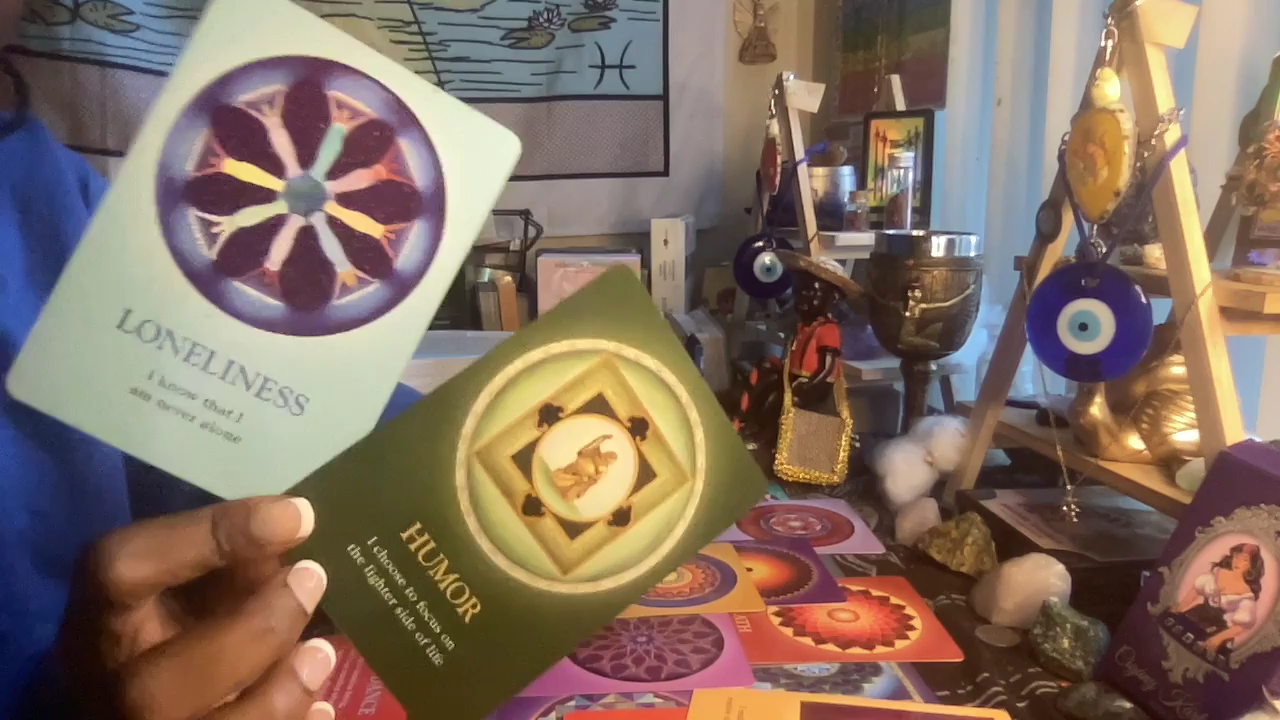 LONELINESS
I know that I
am never alone
HUMOR
I choose to focus on
the lighter side of life